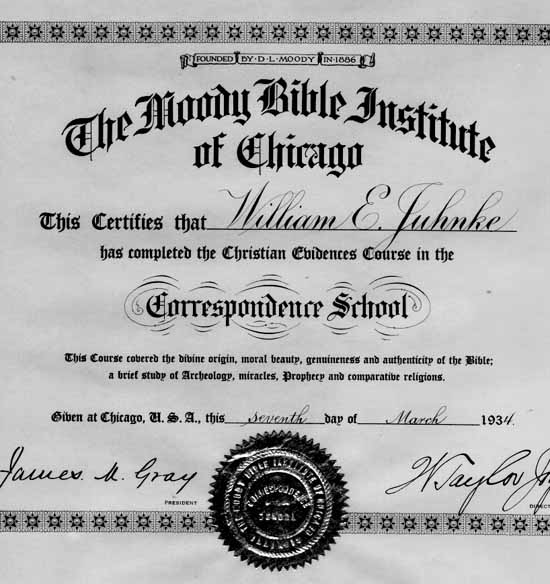 FOUNDED BY · D · L · MOODY IN · 1886
The Moody Bible Institute
of Chicago
This Certifies that William E. Juhnke
has completed the Christian Evidences Course in the
Correspondence School
This Course covered the divine origin, moral beauty, genuineness and authenticity of the Bible;
a brief study of Archeology, miracles, Prophecy and comparative religions.
Given at Chicago, U. S. A., this seventh day of March 1934.
James M. Gray
W Taylor
PRESIDENT
DIRECT